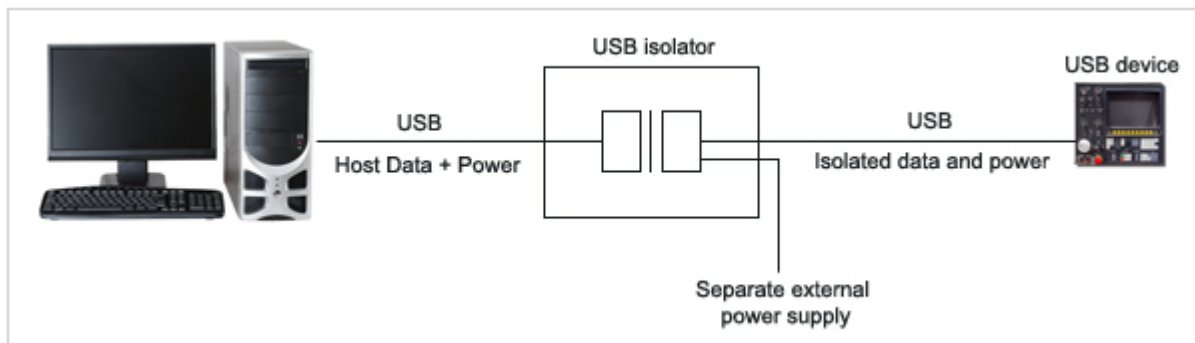 USB isolator
USB device
USB
Host Data + Power
USB
Isolated data and power
Separate external
power supply